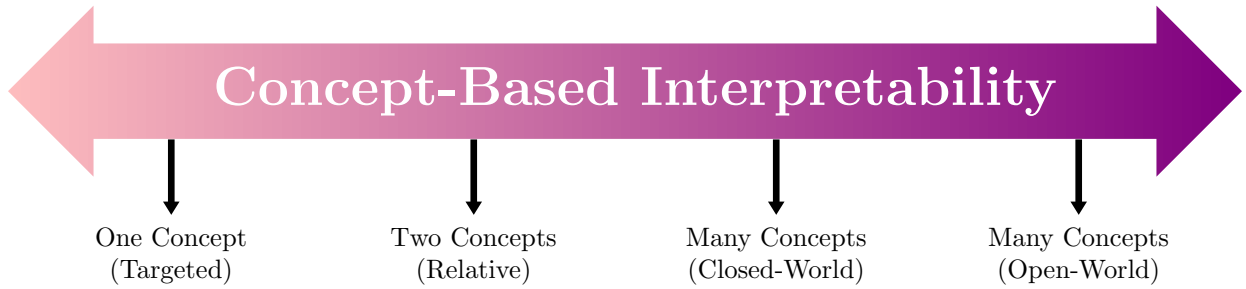 Concept-Based Interpretability
One Concept
(Targeted)
Two Concepts
(Relative)
Many Concepts
(Closed-World)
Many Concepts
(Open-World)